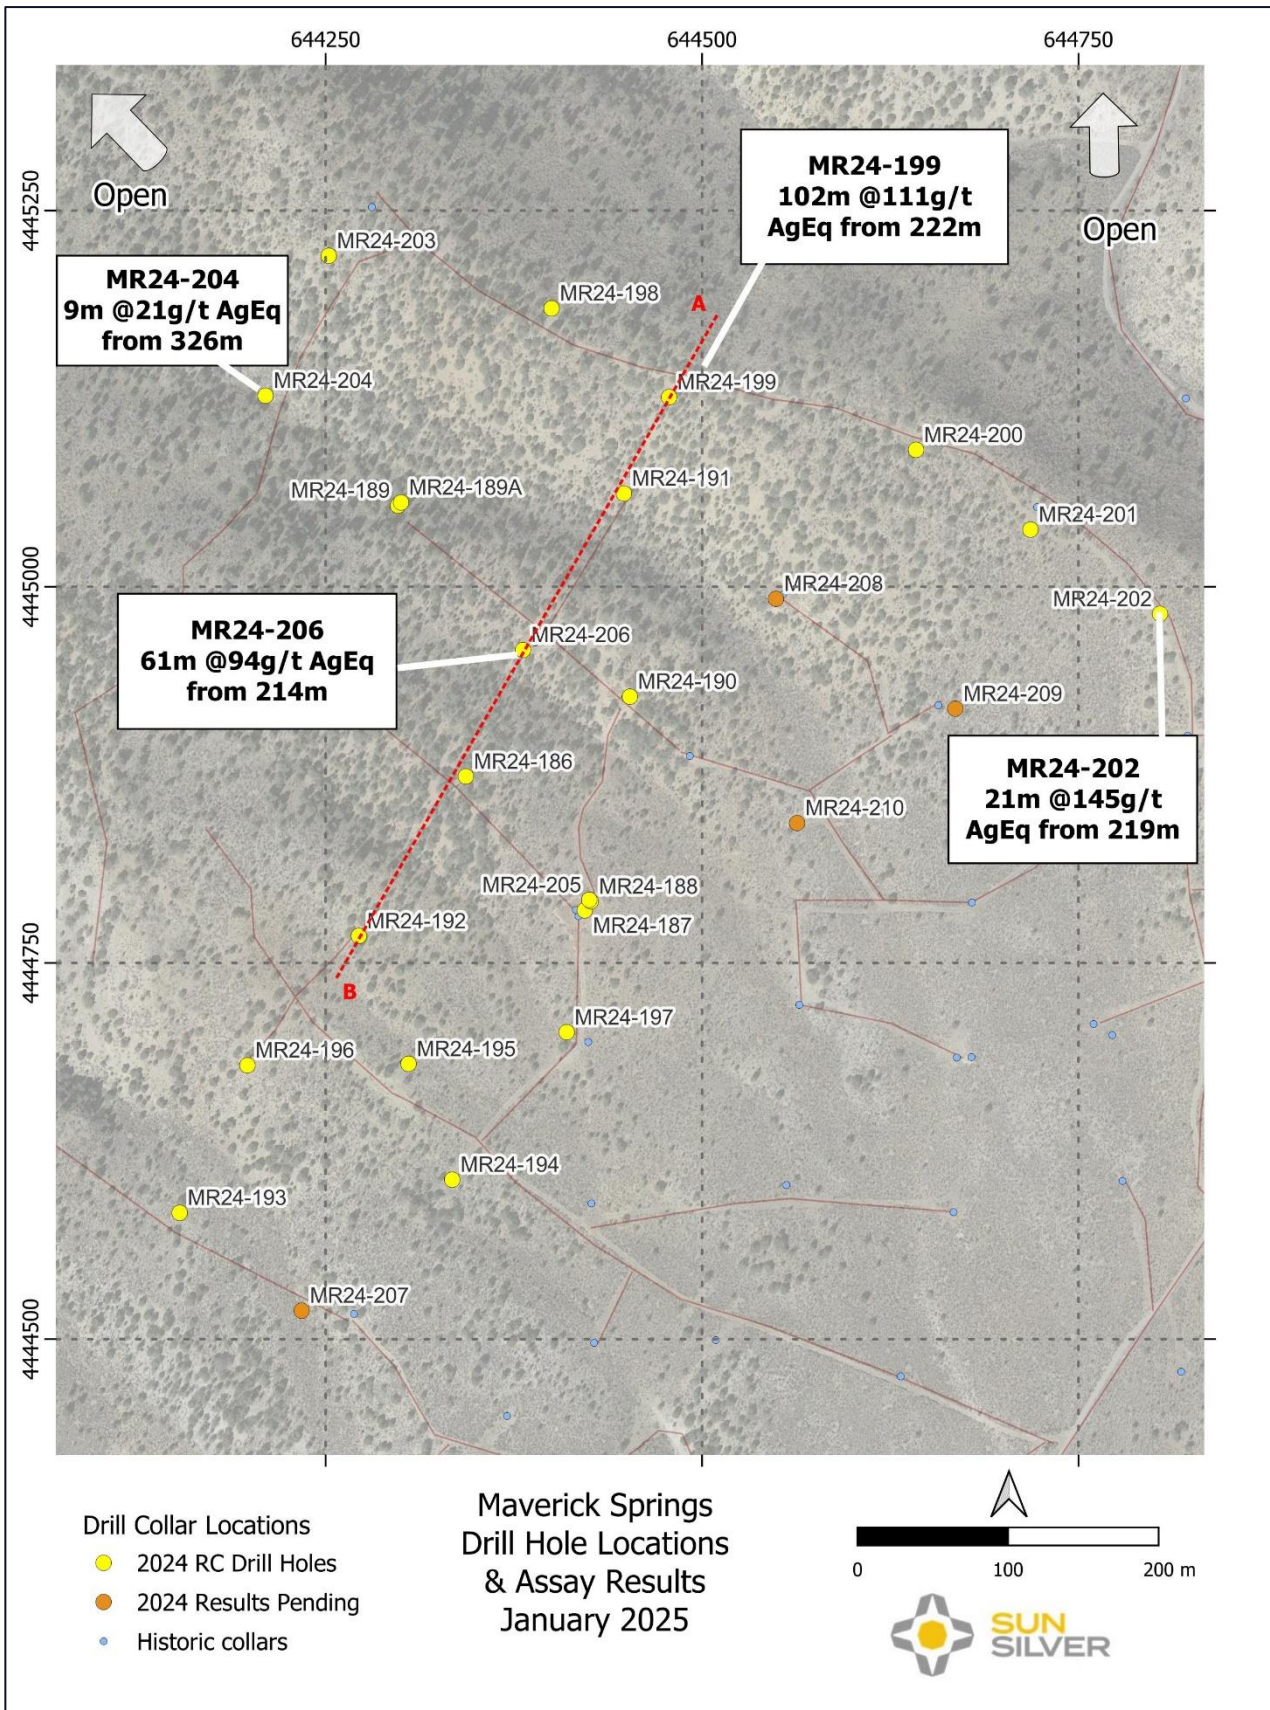 644250
644500
644750
4445250
4445000
4444750
4444500
Open
Open
MR24-199
102m @111g/t
AgEq from 222m
MR24-203
MR24-204
9m @21g/t AgEq
from 326m
MR24-198
A
MR24-204
MR24-199
MR24-200
MR24-189
MR24-189A
MR24-191
MR24-201
MR24-208
MR24-202
MR24-206
61m @94g/t AgEq
from 214m
MR24-206
MR24-190
MR24-209
MR24-186
MR24-202
21m @145g/t
AgEq from 219m
MR24-210
MR24-205
MR24-188
MR24-187
MR24-192
B
MR24-197
MR24-196
MR24-195
MR24-194
MR24-193
MR24-207
Drill Collar Locations
2024 RC Drill Holes
2024 Results Pending
Historic collars
Maverick Springs
Drill Hole Locations
& Assay Results
January 2025
0 100 200 m
SUN
SILVER